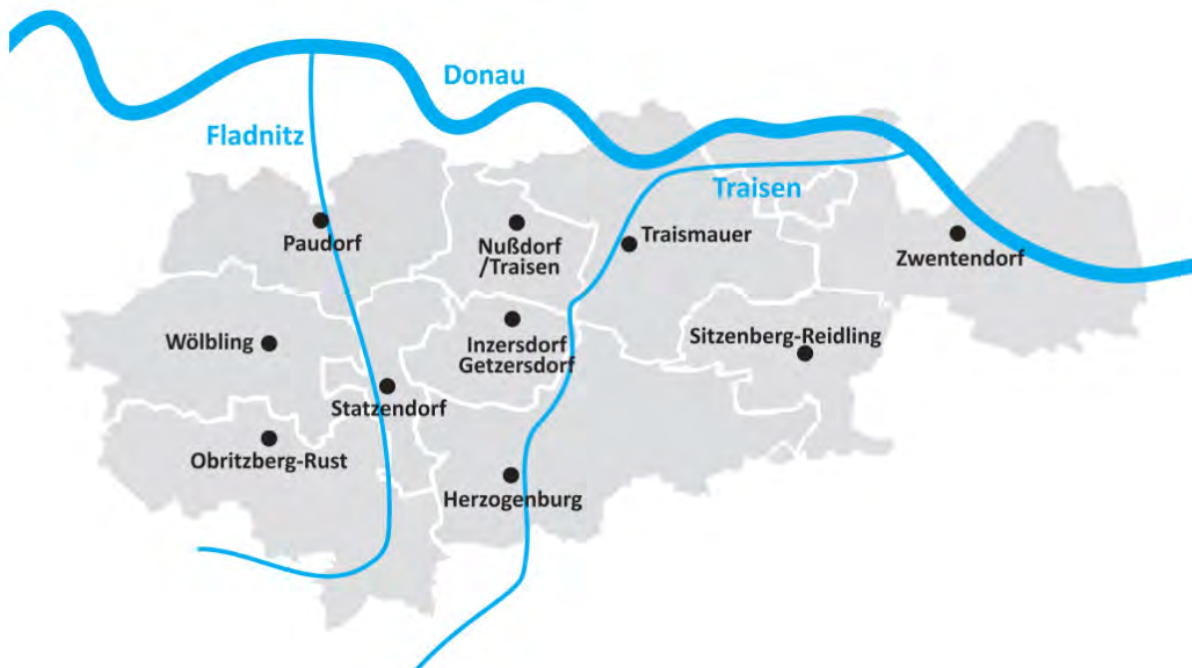 Donau
Fladnitz
Traisen
Paudorf
Nußdorf
/Traisen
Traismauer
Zwentendorf
Wölbling
Inzersdorf
Getzersdorf
Sitzenberg-Reidling
Statzendorf
Obritzberg-Rust
Herzogenburg